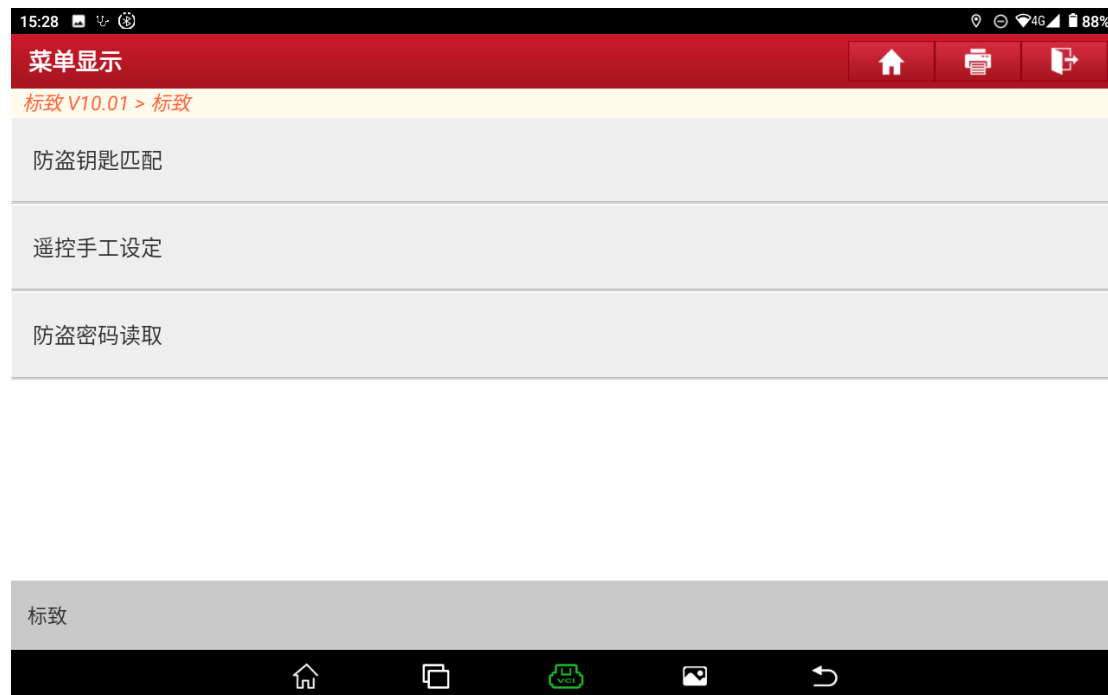 15:28 4G 88%
菜单显示
标致 V10.01 > 标致
防盗钥匙匹配
遥控手工设定
防盗密码读取
标致
VCI